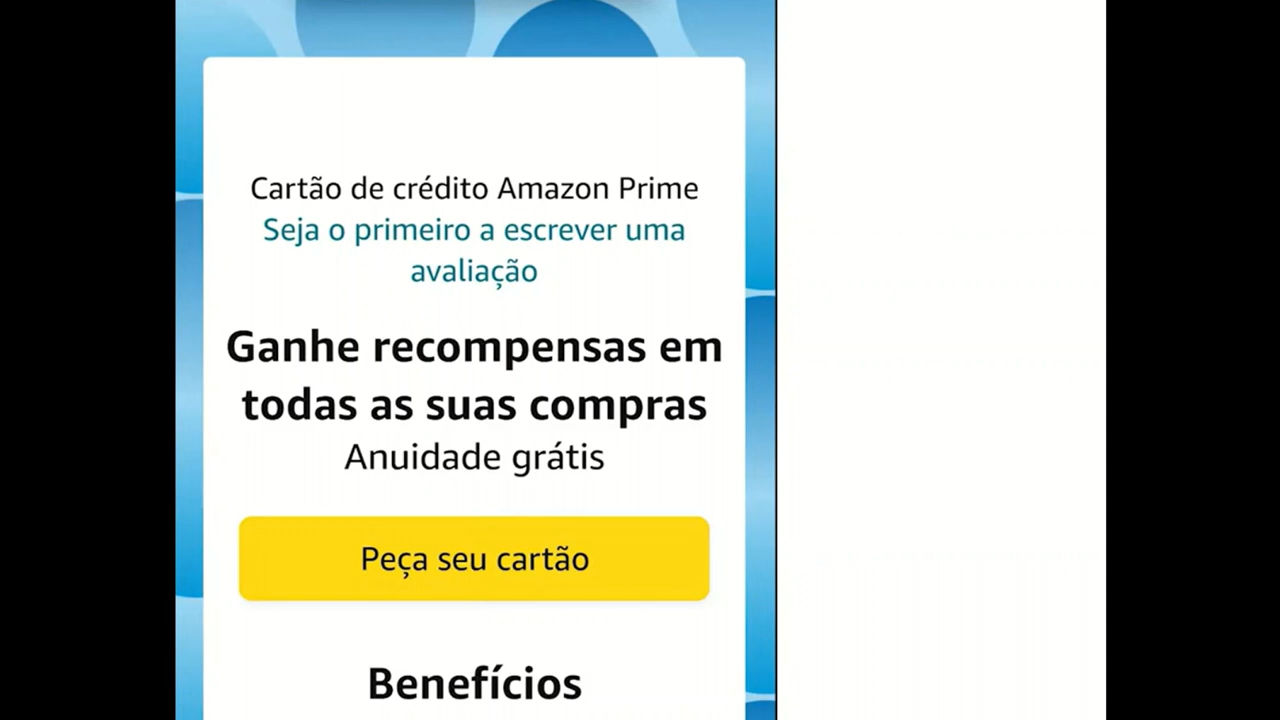 Cartão de crédito Amazon Prime
Seja o primeiro a escrever uma
avaliação
Ganhe recompensas em
todas as suas compras
Anuidade grátis
Peça seu cartão
Benefícios